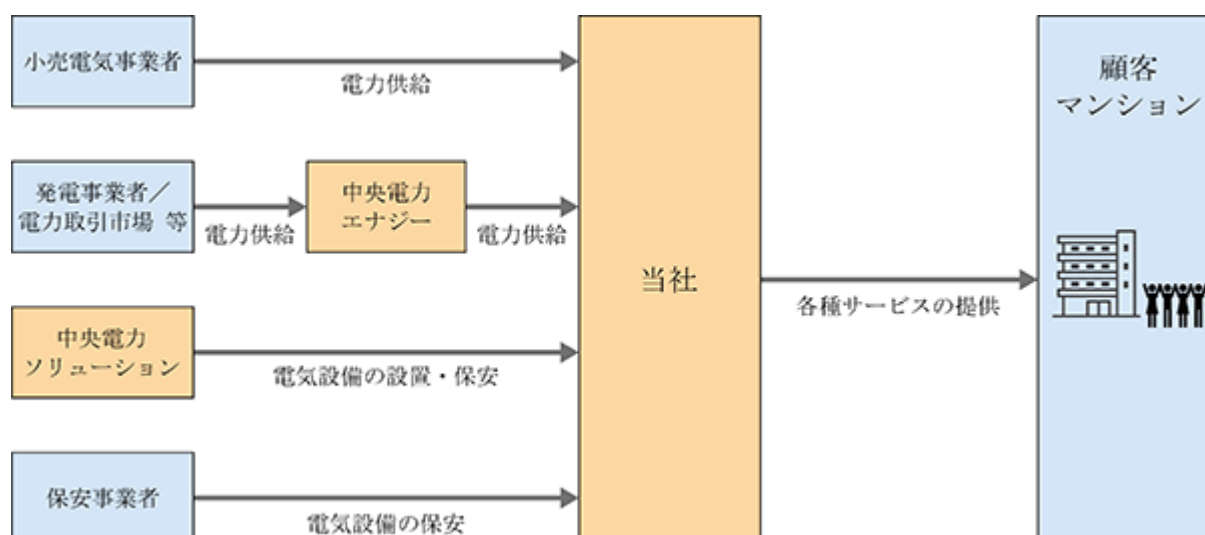 小売電気事業者
電力供給
発電事業者／
電力取引市場 等
電力供給
中央電力
エナジー
電力供給
中央電力
ソリューション
電気設備の設置・保安
保安事業者
電気設備の保安
当社
各種サービスの提供
顧客
マンション